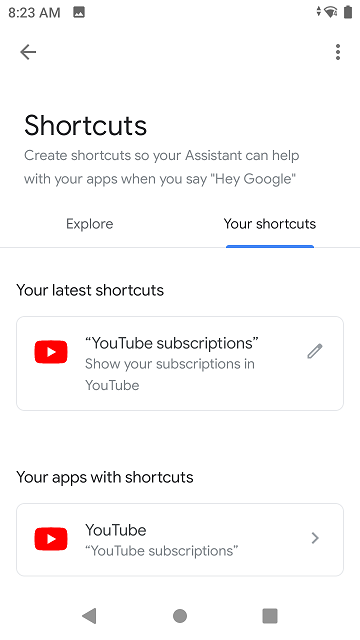 8:23 AM
Shortcuts
Create shortcuts so your Assistant can help
with your apps when you say "Hey Google"
Explore
Your shortcuts
Your latest shortcuts
“YouTube subscriptions”
Show your subscriptions in
YouTube
Your apps with shortcuts
YouTube
“YouTube subscriptions”